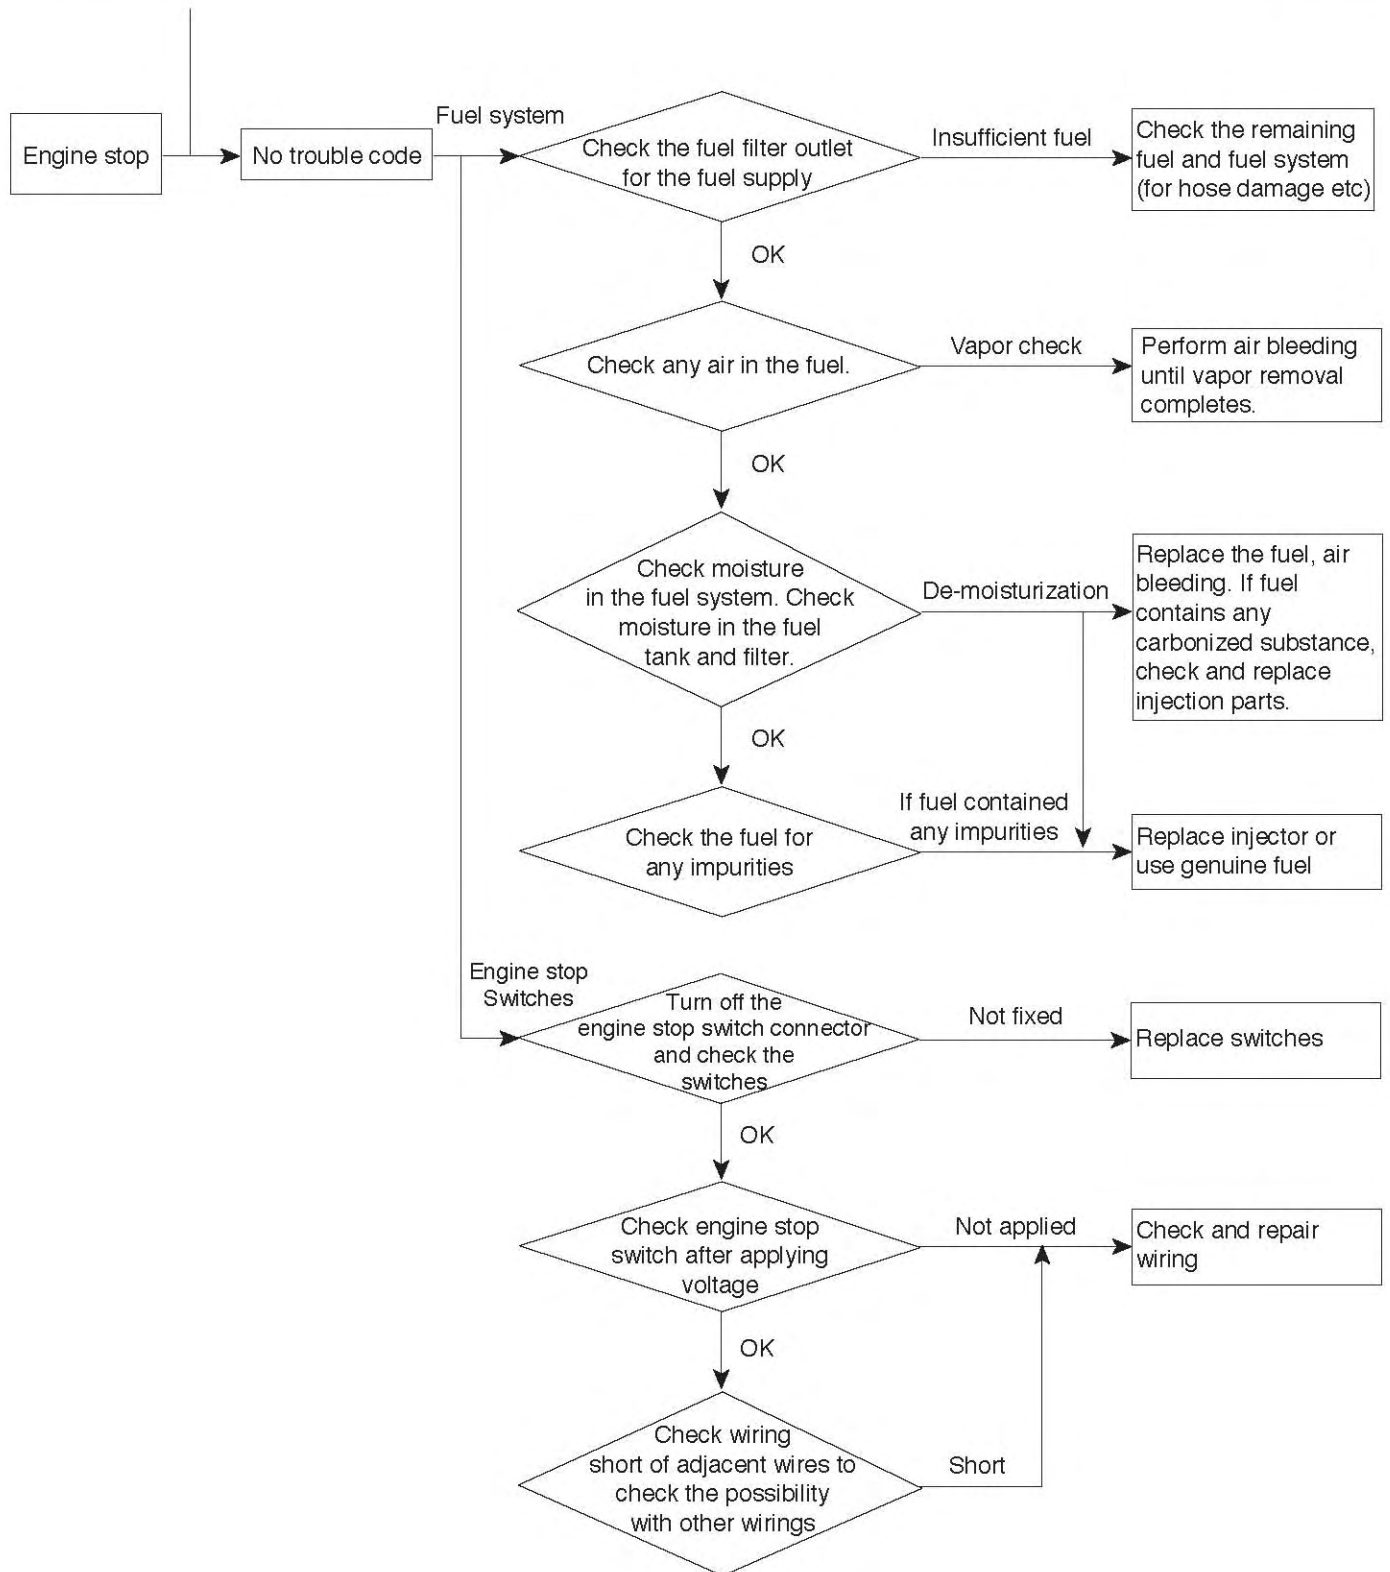 Engine stop
No trouble code
Fuel system
Check the fuel filter outlet
for the fuel supply
Insufficient fuel
Check the remaining
fuel and fuel system
(for hose damage etc)
OK
Check any air in the fuel.
Vapor check
Perform air bleeding
until vapor removal
completes.
OK
Check moisture
in the fuel system. Check
moisture in the fuel
tank and filter.
De-moisturization
Replace the fuel, air
bleeding. If fuel
contains any
carbonized substance,
check and replace
injection parts.
OK
Check the fuel for
any impurities
If fuel contained
any impurities
Replace injector or
use genuine fuel
Engine stop
Switches
Turn off the
engine stop switch connector
and check the
switches
Not fixed
Replace switches
OK
Check engine stop
switch after applying
voltage
Not applied
Check and repair
wiring
OK
Check wiring
short of adjacent wires to
check the possibility
with other wirings
Short